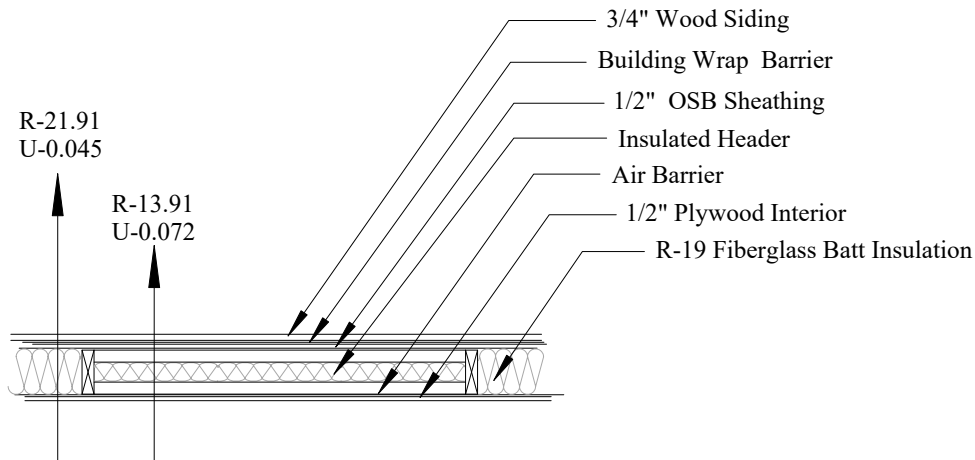 3/4" Wood Siding
Building Wrap Barrier
1/2" OSB Sheathing
Insulated Header
Air Barrier
1/2" Plywood Interior
R-19 Fiberglass Batt Insulation
R-21.91
U-0.045
R-13.91
U-0.072